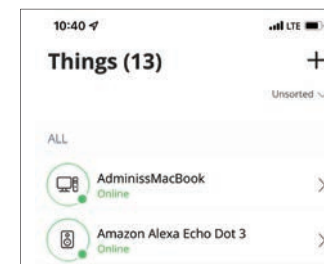 10:40
LTE
Things (13)
+
Unsorted
ALL
AdminissMacBook
Online
Amazon Alexa Echo Dot 3
Online